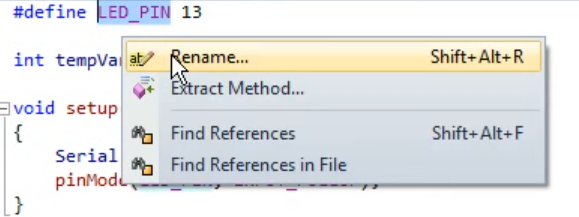 #define LED_PIN 13
int tempVa
Rename... Shift+Alt+R
Extract Method...
void setup
{
Find References Shift+Alt+F
Serial
Find References in File
pinMode(
}